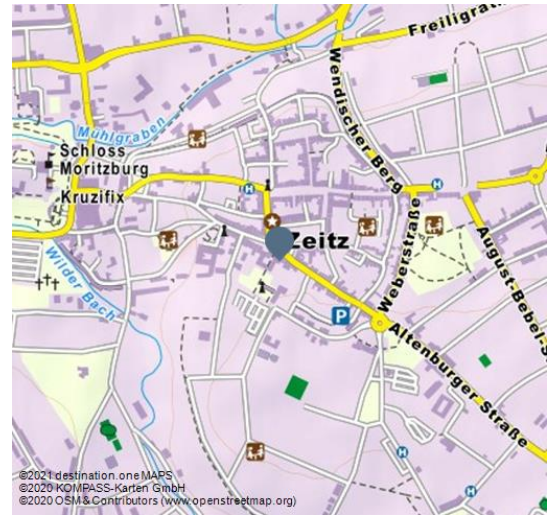 Freiligrath
Wendischer Berg
Mühlgraben
Schloss
Moritzburg
Kruzifix
H
H
Zeitz
Weberstraße
August-Bebel-S
Wilder Bach
P
Altenburger Straße
H
H
©2021 destination.one MAPS
©2020 KOMPASS-Karten GmbH
©2020 OSM & Contributors (www.openstreetmap.org)